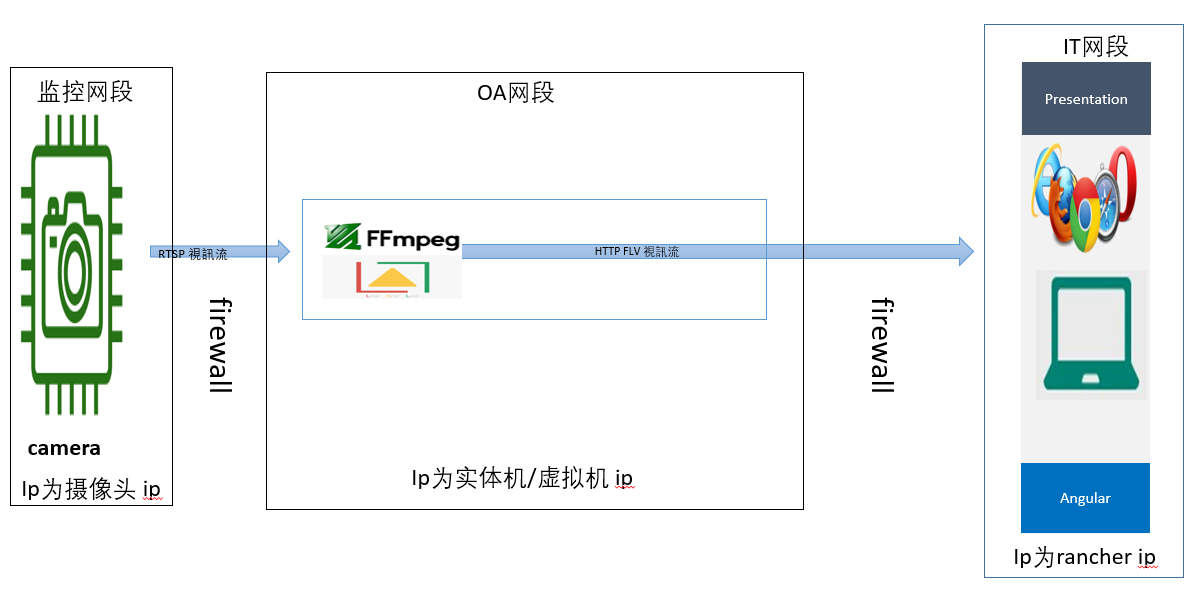 监控网段
camera
Ip为摄像头 ip
RTSP 視訊流
firewall
OA网段
FFmpeg
HTTP FLV 視訊流
Ip为实体机/虚拟机 ip
firewall
IT网段
Presentation
Angular
Ip为rancher ip